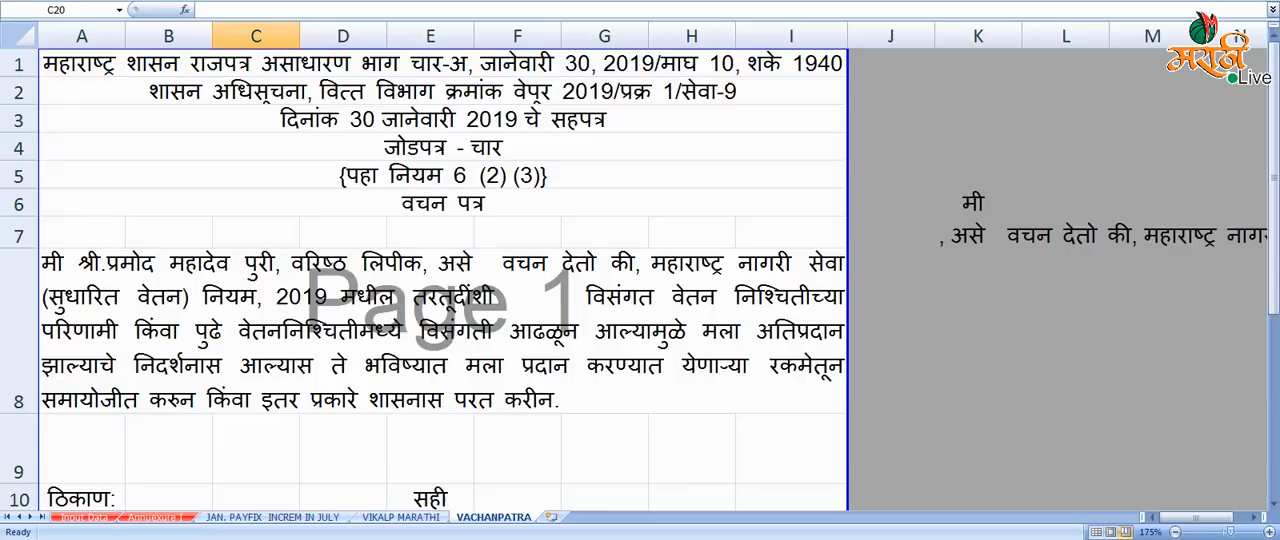 C20
fx
A B C D E F G H I J K L M N
1 महाराष्ट्र शासन राजपत्र असाधारण भाग चार-अ, जानेवारी 30, 2019/माघ 10, शके 1940
मराठी
Live
2 शासन अधिसूचना, वित्त विभाग क्रमांक वेपूर 2019/प्रक्र 1/सेवा-9
3 दिनांक 30 जानेवारी 2019 चे सहपत्र
4 जोडपत्र - चार
5 {पहा नियम 6 (2) (3)}
6 वचन पत्र मी
7 , असे वचन देतो की, महाराष्ट्र नागरी
मी श्री.प्रमोद महादेव पुरी, वरिष्ठ लिपीक, असे वचन देतो की, महाराष्ट्र नागरी सेवा
(सुधारित वेतन) नियम, 2019 मधील तरतूदींशी विसंगत वेतन निश्चितीच्या
Page 1
परिणामी किंवा पुढे वेतननिश्चितीमध्ये विसंगती आढळून आल्यामुळे मला अतिप्रदान
झाल्याचे निदर्शनास आल्यास ते भविष्यात मला प्रदान करण्यात येणाऱ्या रकमेतून
8 समायोजीत करुन किंवा इतर प्रकारे शासनास परत करीन.
9
10 ठिकाण: सही
Input Data Annuexure I JAN. PAYFIX INCREM IN JULY VIKALP MARATHI VACHANPATRA
Ready 175%